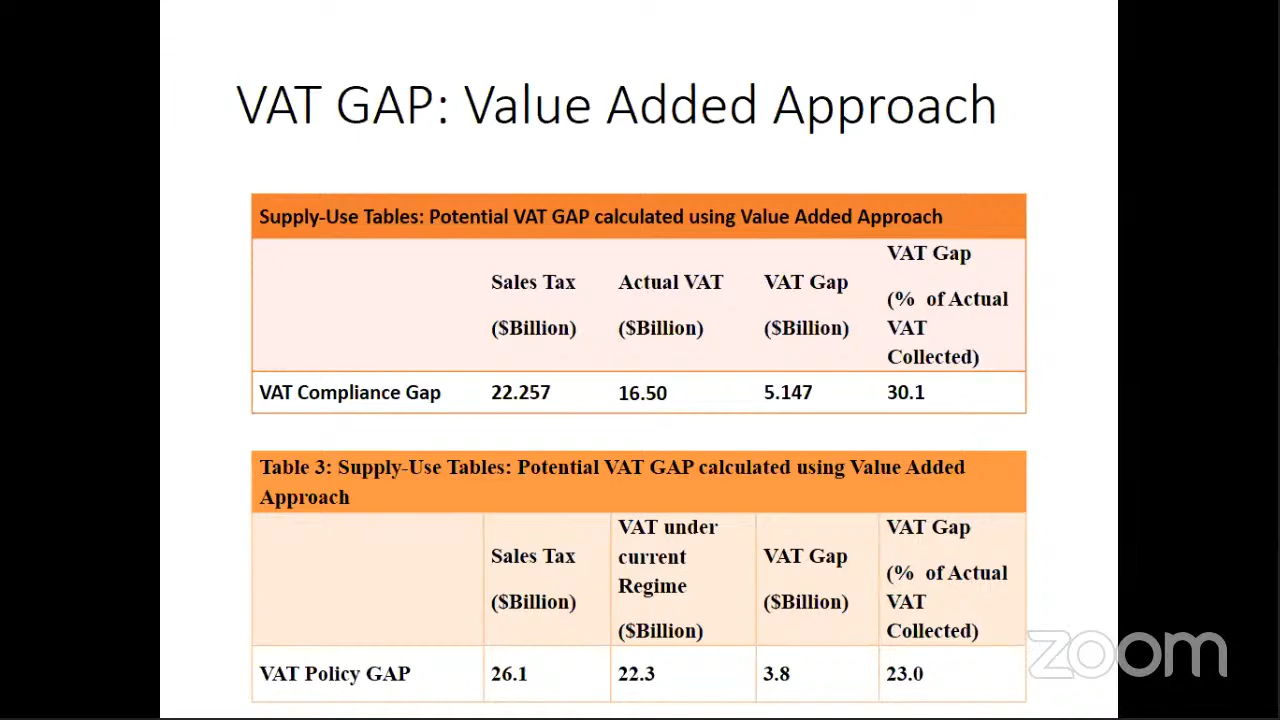 VAT GAP: Value Added Approach
Supply-Use Tables: Potential VAT GAP calculated using Value Added Approach
Sales Tax
($Billion)
Actual VAT
($Billion)
VAT Gap
($Billion)
VAT Gap
(% of Actual
VAT
Collected)
VAT Compliance Gap 22.257 16.50 5.147 30.1
Table 3: Supply-Use Tables: Potential VAT GAP calculated using Value Added
Approach
Sales Tax
($Billion)
VAT under
current
Regime
($Billion)
VAT Gap
($Billion)
VAT Gap
(% of Actual
VAT
Collected)
VAT Policy GAP 26.1 22.3 3.8 23.0
zoom